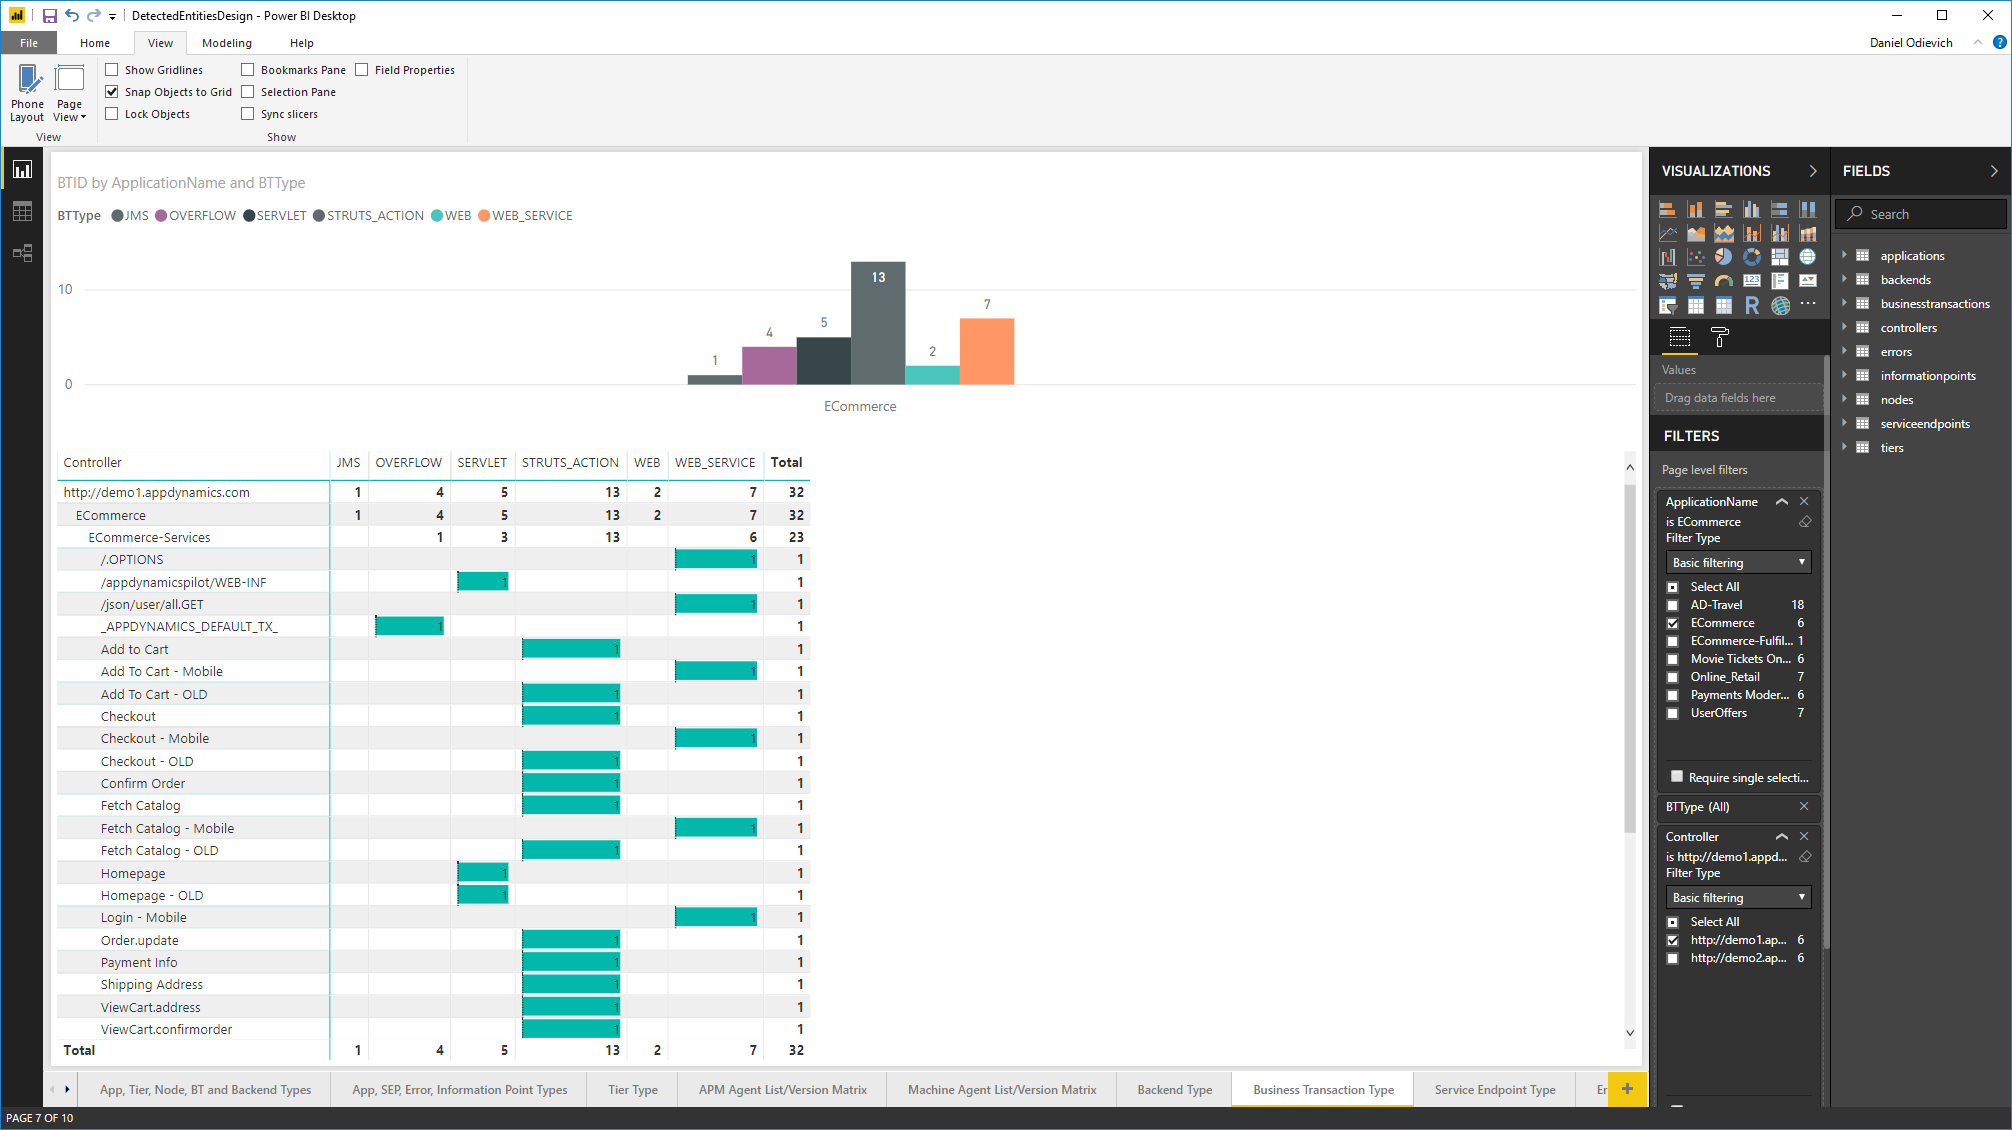 DetectedEntitiesDesign - Power BI Desktop
File Home View Modeling Help Daniel Odievich
Show Gridlines Bookmarks Pane Field Properties
Snap Objects to Grid Selection Pane
Lock Objects Sync slicers
Phone Layout Page View
View Show
BTID by ApplicationName and BTType
BTType JMS OVERFLOW SERVLET STRUTS_ACTION WEB WEB_SERVICE
10
0
1 4 5 13 2 7
ECommerce
Controller JMS OVERFLOW SERVLET STRUTS_ACTION WEB WEB_SERVICE Total
http://demo1.appdynamics.com 1 4 5 13 2 7 32
ECommerce 1 4 5 13 2 7 32
ECommerce-Services 1 3 13 6 23
/.OPTIONS 1 1
/appdynamicspilot/WEB-INF 1 1
/json/user/all.GET 1 1
_APPDYNAMICS_DEFAULT_TX_ 1 1
Add to Cart 1 1
Add To Cart - Mobile 1 1
Add To Cart - OLD 1 1
Checkout 1 1
Checkout - Mobile 1 1
Checkout - OLD 1 1
Confirm Order 1 1
Fetch Catalog 1 1
Fetch Catalog - Mobile 1 1
Fetch Catalog - OLD 1 1
Homepage 1 1
Homepage - OLD 1 1
Login - Mobile 1 1
Order.update 1 1
Payment Info 1 1
Shipping Address 1 1
ViewCart.address 1 1
ViewCart.confirmorder 1 1
Total 1 4 5 13 2 7 32
VISUALIZATIONS
123
R
Values
Drag data fields here
FILTERS
Page level filters
ApplicationName
is ECommerce
Filter Type
Basic filtering
Select All
AD-Travel 18
ECommerce 6
ECommerce-Fulfil... 1
Movie Tickets On... 6
Online_Retail 7
Payments Moder... 6
UserOffers 7
Require single selecti...
BTType (All)
Controller
is http://demo1.appd...
Filter Type
Basic filtering
Select All
http://demo1.ap... 6
http://demo2.ap... 6
FIELDS
Search
applications
backends
businesstransactions
controllers
errors
informationpoints
nodes
serviceendpoints
tiers
App, Tier, Node, BT and Backend Types App, SEP, Error, Information Point Types Tier Type APM Agent List/Version Matrix Machine Agent List/Version Matrix Backend Type Business Transaction Type Service Endpoint Type Er
PAGE 7 OF 10